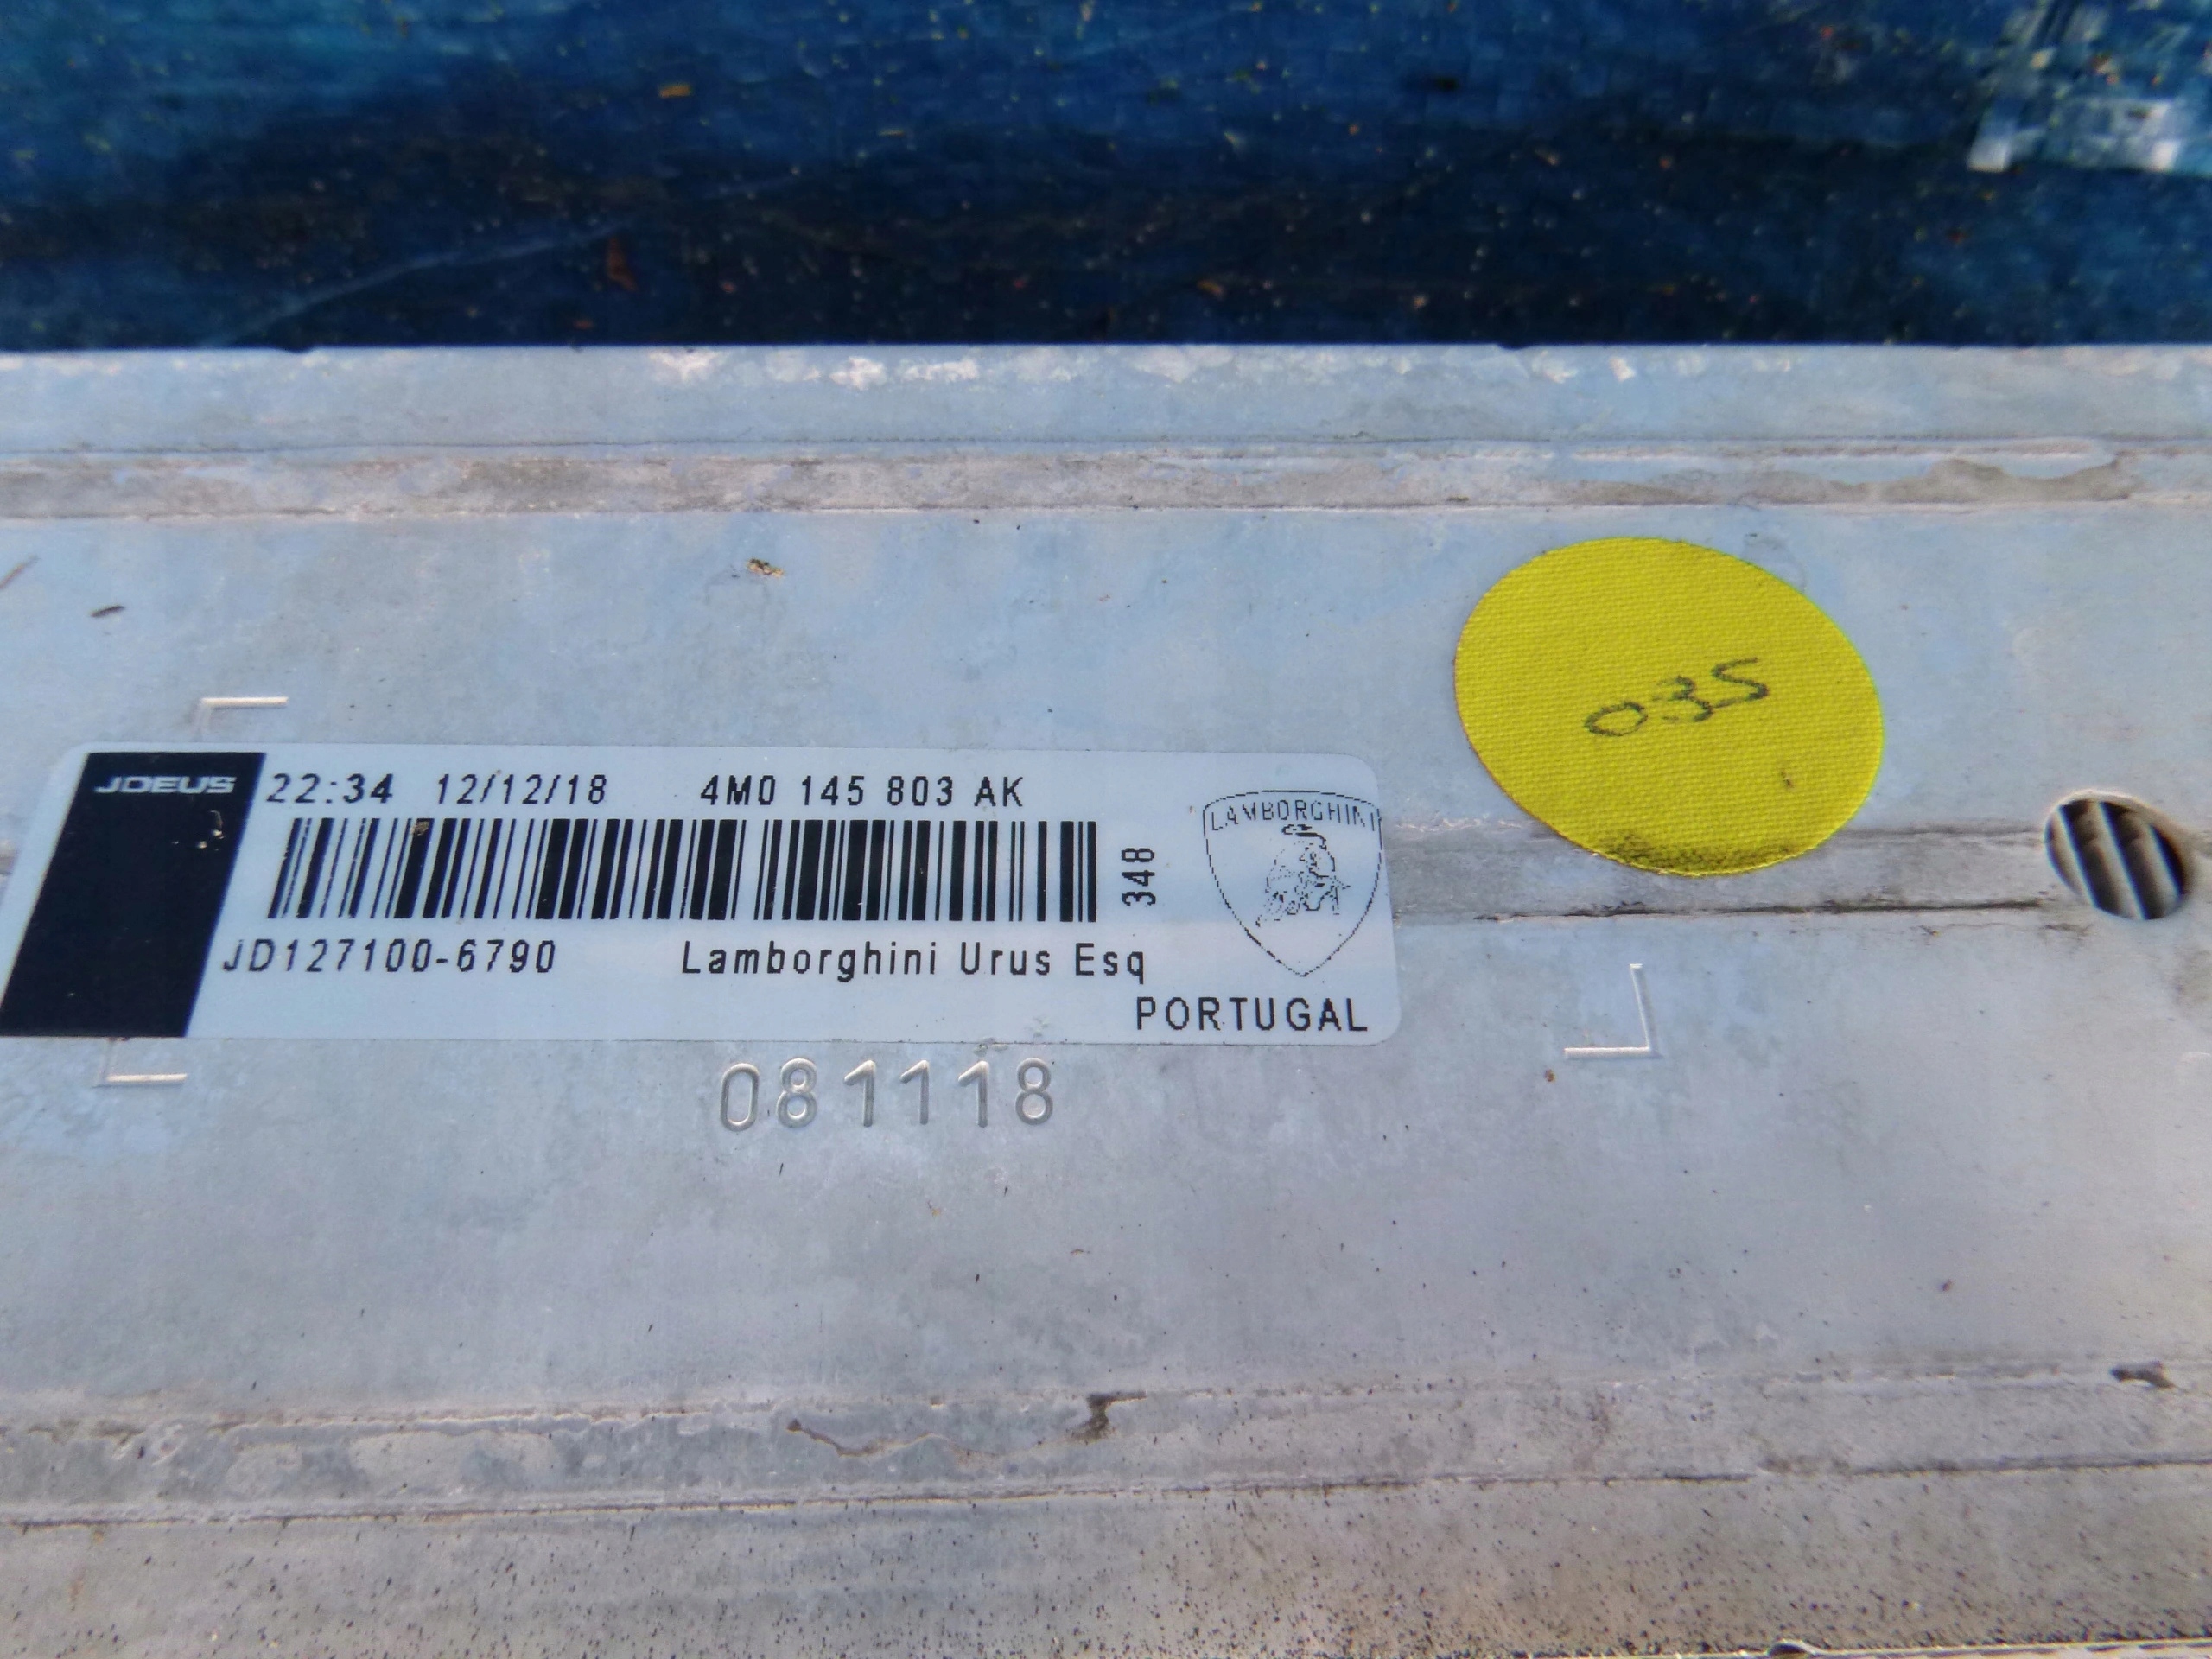 035
JDEUS
22:34 12/12/18 4M0 145 803 AK
LAMBORGHINI
348
JD127100-6790 Lamborghini Urus Esq
PORTUGAL
081118